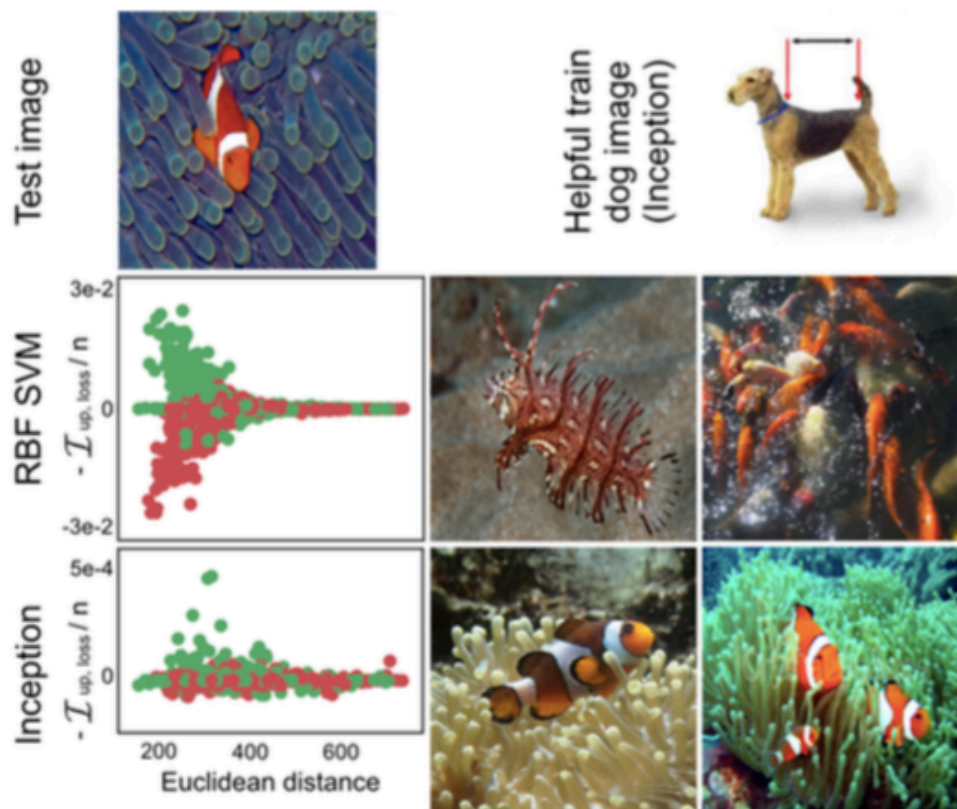 Test image
Helpful train
dog image
(Inception)
RBF SVM
- 𝓘up, loss / n
3e-2
0
-3e-2
Inception
- 𝓘up, loss / n
5e-4
0
200 400 600
Euclidean distance